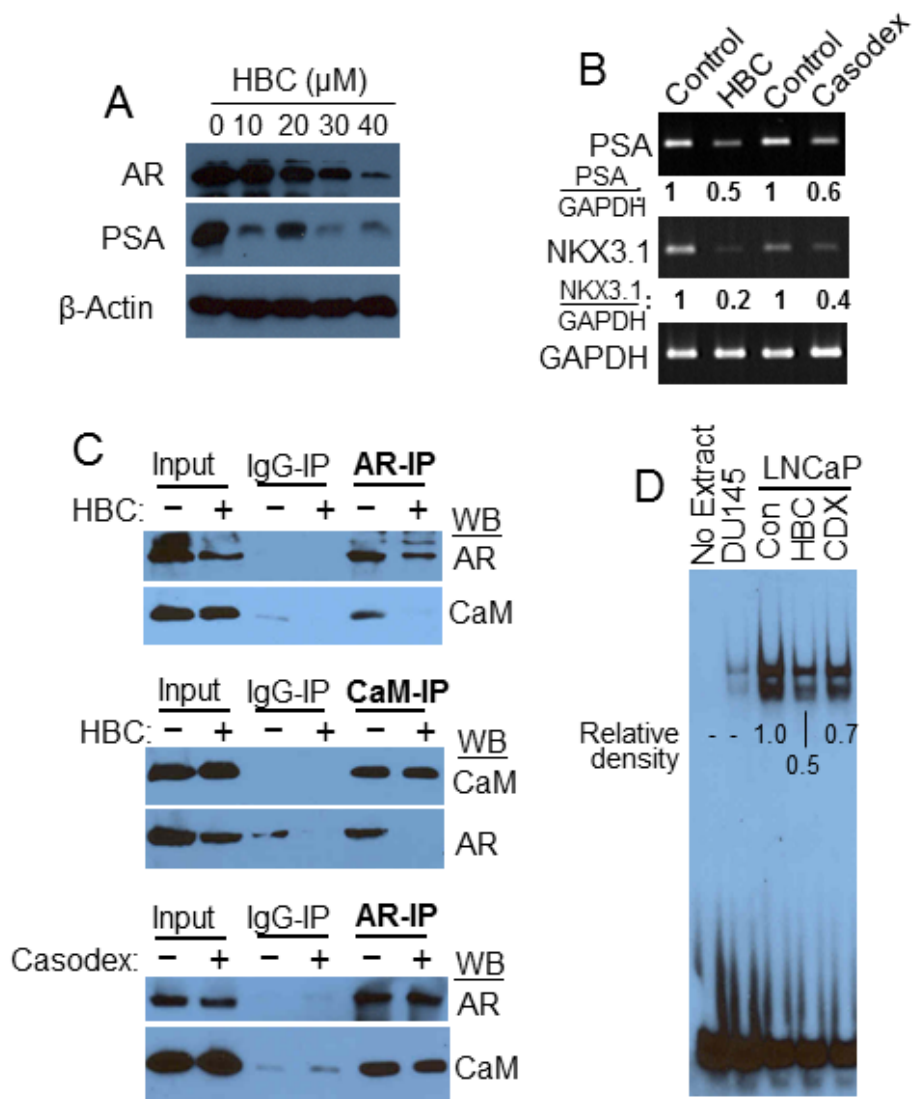 A
HBC (μM)
0 10 20 30 40
AR
PSA
β-Actin
B
Control HBC Control Casodex
PSA
PSA
GAPDH : 1 0.5 1 0.6
NKX3.1
NKX3.1
GAPDH : 1 0.2 1 0.4
GAPDH
C
Input IgG-IP AR-IP
HBC: − + − + − + WB
AR
CaM
Input IgG-IP CaM-IP
HBC: − + − + − + WB
CaM
AR
Input IgG-IP AR-IP
Casodex: − + − + − + WB
AR
CaM
D
LNCaP
No Extract DU145 Con HBC CDX
Relative density - - 1.0 0.5 0.7